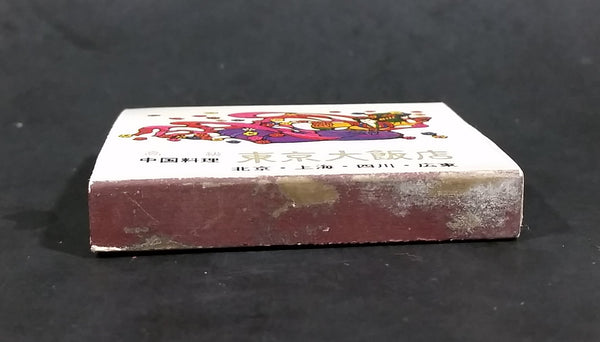 中国料理 東京大飯店
北京・上海・四川・広東